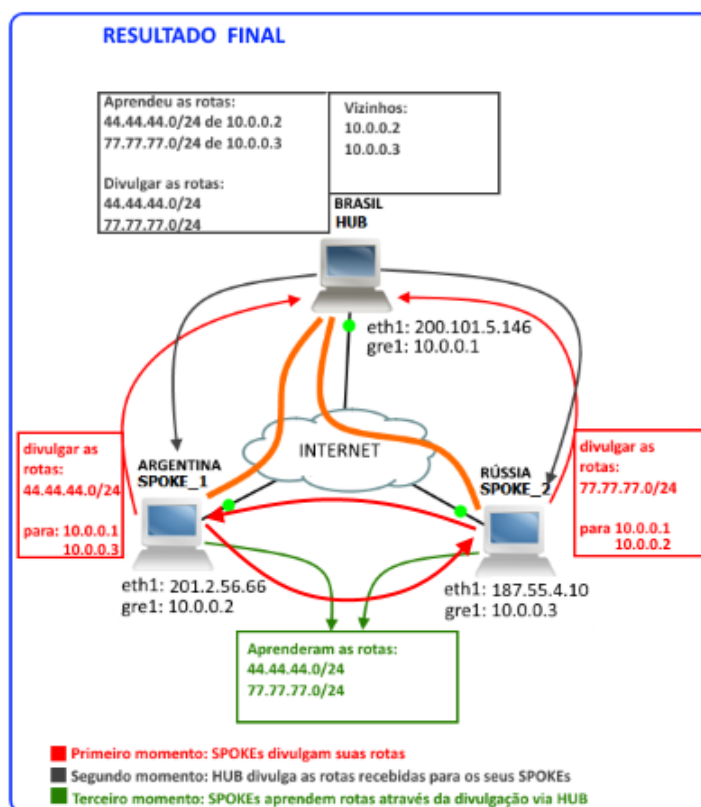 RESULTADO FINAL
Aprendeu as rotas:
44.44.44.0/24 de 10.0.0.2
77.77.77.0/24 de 10.0.0.3
Divulgar as rotas:
44.44.44.0/24
77.77.77.0/24
Vizinhos:
10.0.0.2
10.0.0.3
BRASIL
HUB
eth1: 200.101.5.146
gre1: 10.0.0.1
divulgar as
rotas:
44.44.44.0/24
para: 10.0.0.1
10.0.0.3
ARGENTINA
SPOKE_1
INTERNET
RÚSSIA
SPOKE_2
divulgar as
rotas:
77.77.77.0/24
para 10.0.0.1
10.0.0.2
eth1: 201.2.56.66
gre1: 10.0.0.2
eth1: 187.55.4.10
gre1: 10.0.0.3
Aprenderam as rotas:
44.44.44.0/24
77.77.77.0/24
Primeiro momento: SPOKEs divulgam suas rotas
Segundo momento: HUB divulga as rotas recebidas para os seus SPOKEs
Terceiro momento: SPOKEs aprendem rotas através da divulgação via HUB